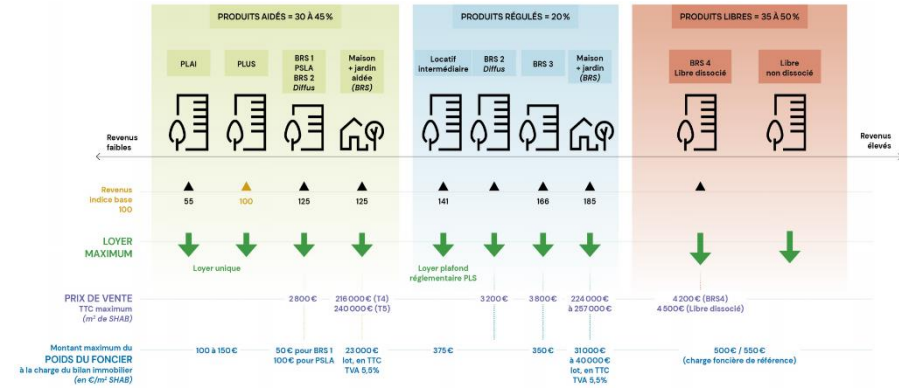 PRODUITS AIDÉS = 30 À 45 %
PRODUITS RÉGULÉS = 20 %
PRODUITS LIBRES = 35 À 50 %
PLAI
PLUS
BRS 1
PSLA
BRS 2
Diffus
Maison
+ jardin
aidée
(BRS)
Locatif
intermédiaire
BRS 2
Diffus
BRS 3
Maison
+ jardin
(BRS)
BRS 4
Libre dissocié
Libre
non dissocié
Revenus
faibles
Revenus
élevés
Revenus
indice base
100
55
100
125
125
141
166
185
LOYER
MAXIMUM
Loyer unique
Loyer plafond
réglementaire PLS
PRIX DE VENTE
TTC maximum
(m² de SHAB)
2 800 €
216 000 € (T4)
240 000 € (T5)
3 200 €
3 800 €
224 000 €
à 257 000 €
4 200 € (BRS4)
4 500 € (Libre dissocié)
Montant maximum du
POIDS DU FONCIER
à la charge du bilan immobilier
(en €/m² SHAB)
100 à 150 €
50 € pour BRS 1
100 € pour PSLA
23 000 €
lot, en TTC
TVA 5,5%
375 €
350 €
31 000 €
à 40 000 €
lot, en TTC
TVA 5,5%
500 € / 550 €
(charge foncière de référence)